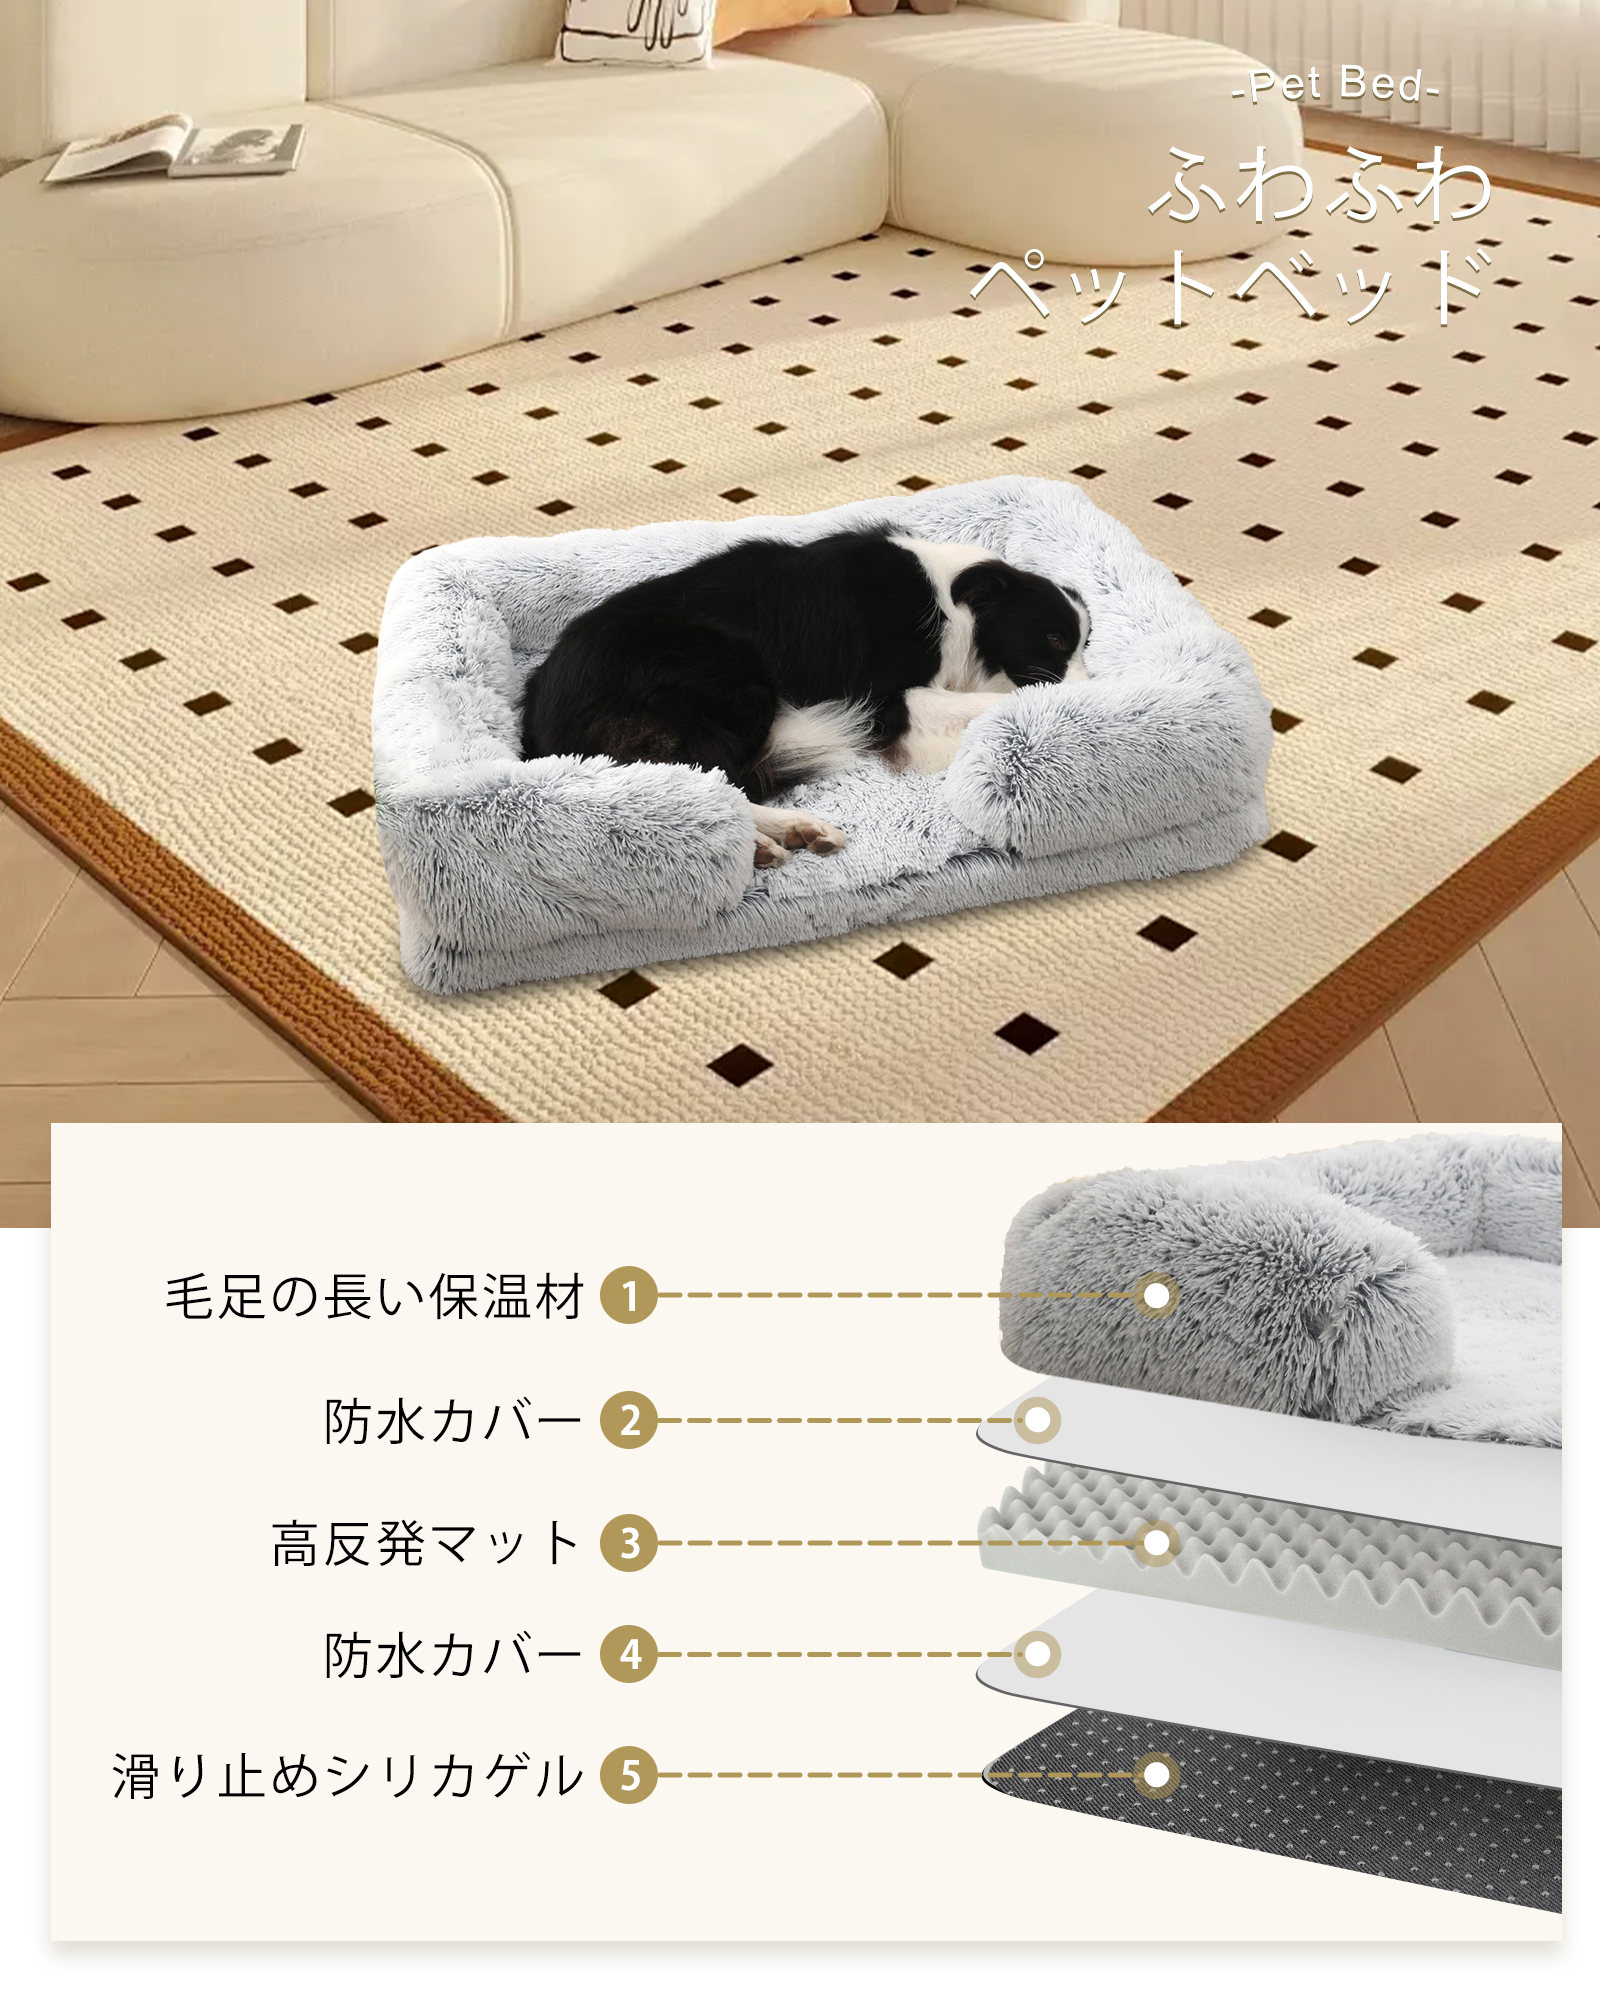 -Pet Bed-
ふわふわ
ペットベッド
毛足の長い保温材 1
防水カバー 2
高反発マット 3
防水カバー 4
滑り止めシリカゲル 5